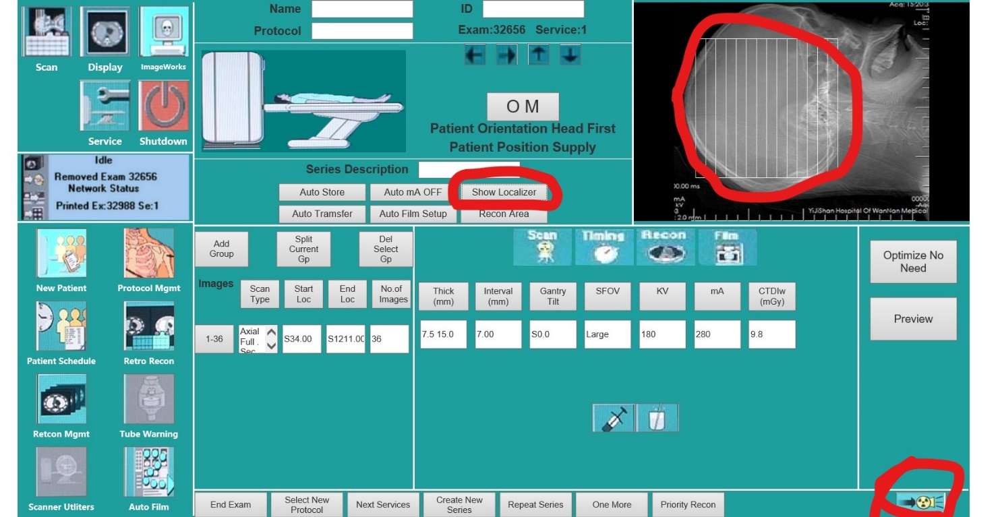 Scan
Display
ImageWorks
Service
Shutdown
Idle
Removed Exam 32656
Network Status
Printed Ex:32988 Se:1
New Patient
Protocol Mgmt
Patient Schedule
Retro Recon
Retcon Mgmt
Tube Warning
Scanner Utliters
Auto Film
Name
ID
Protocol
Exam:32656 Service:1
O M
Patient Orientation Head First
Patient Position Supply
Series Description
Auto Store
Auto mA OFF
Show Localizer
Auto Tramsfer
Auto Film Setup
Recon Area
Acq: 15:20:3
Loc:
mA
kV
YiJiShan Hospital Of WanNan Medical
Add
Group
Split
Current
Gp
Del
Select
Gp
Images
Scan
Type
Start
Loc
End
Loc
No.of
Images
1-36
Axial
Full .
Sec
S34.00
S1211.00
36
Scan
Timing
Recon
Film
Thick
(mm)
Interval
(mm)
Gantry
Tilt
SFOV
KV
mA
CTDIw
(mGy)
7.5 15.0
7.00
S0.0
Large
180
280
9.8
Optimize No
Need
Preview
End Exam
Select New
Protocol
Next Services
Create New
Series
Repeat Series
One More
Priority Recon